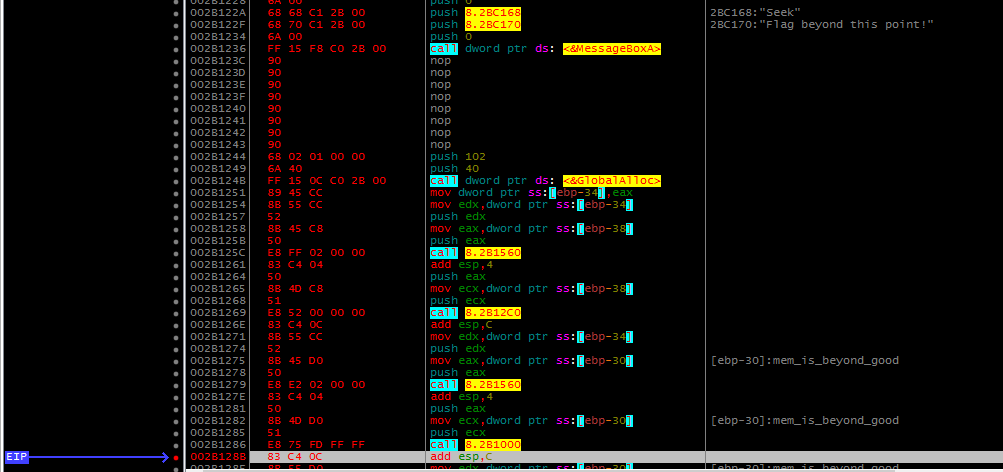 002B1228 6A 00 push 0
002B122A 68 68 C1 2B 00 push 8.2BC168 2BC168:"Seek"
002B122F 68 70 C1 2B 00 push 8.2BC170 2BC170:"Flag beyond this point!"
002B1234 6A 00 push 0
002B1236 FF 15 F8 C0 2B 00 call dword ptr ds: <&MessageBoxA>
002B123C 90 nop
002B123D 90 nop
002B123E 90 nop
002B123F 90 nop
002B1240 90 nop
002B1241 90 nop
002B1242 90 nop
002B1243 90 nop
002B1244 68 02 01 00 00 push 102
002B1249 6A 40 push 40
002B124B FF 15 0C C0 2B 00 call dword ptr ds: <&GlobalAlloc>
002B1251 89 45 CC mov dword ptr ss:[ebp-34],eax
002B1254 8B 55 CC mov edx,dword ptr ss:[ebp-34]
002B1257 52 push edx
002B1258 8B 45 C8 mov eax,dword ptr ss:[ebp-38]
002B125B 50 push eax
002B125C E8 FF 02 00 00 call 8.2B1560
002B1261 83 C4 04 add esp,4
002B1264 50 push eax
002B1265 8B 4D C8 mov ecx,dword ptr ss:[ebp-38]
002B1268 51 push ecx
002B1269 E8 52 00 00 00 call 8.2B12C0
002B126E 83 C4 0C add esp,C
002B1271 8B 55 CC mov edx,dword ptr ss:[ebp-34]
002B1274 52 push edx
002B1275 8B 45 D0 mov eax,dword ptr ss:[ebp-30] [ebp-30]:mem_is_beyond_good
002B1278 50 push eax
002B1279 E8 E2 02 00 00 call 8.2B1560
002B127E 83 C4 04 add esp,4
002B1281 50 push eax
002B1282 8B 4D D0 mov ecx,dword ptr ss:[ebp-30] [ebp-30]:mem_is_beyond_good
002B1285 51 push ecx
002B1286 E8 75 FD FF FF call 8.2B1000
EIP 002B128B 83 C4 0C add esp,C
002B128E 8B 55 D0 mov edx,dword ptr ss:[ebp-30] [ebp-30]:mem_is_beyond_good